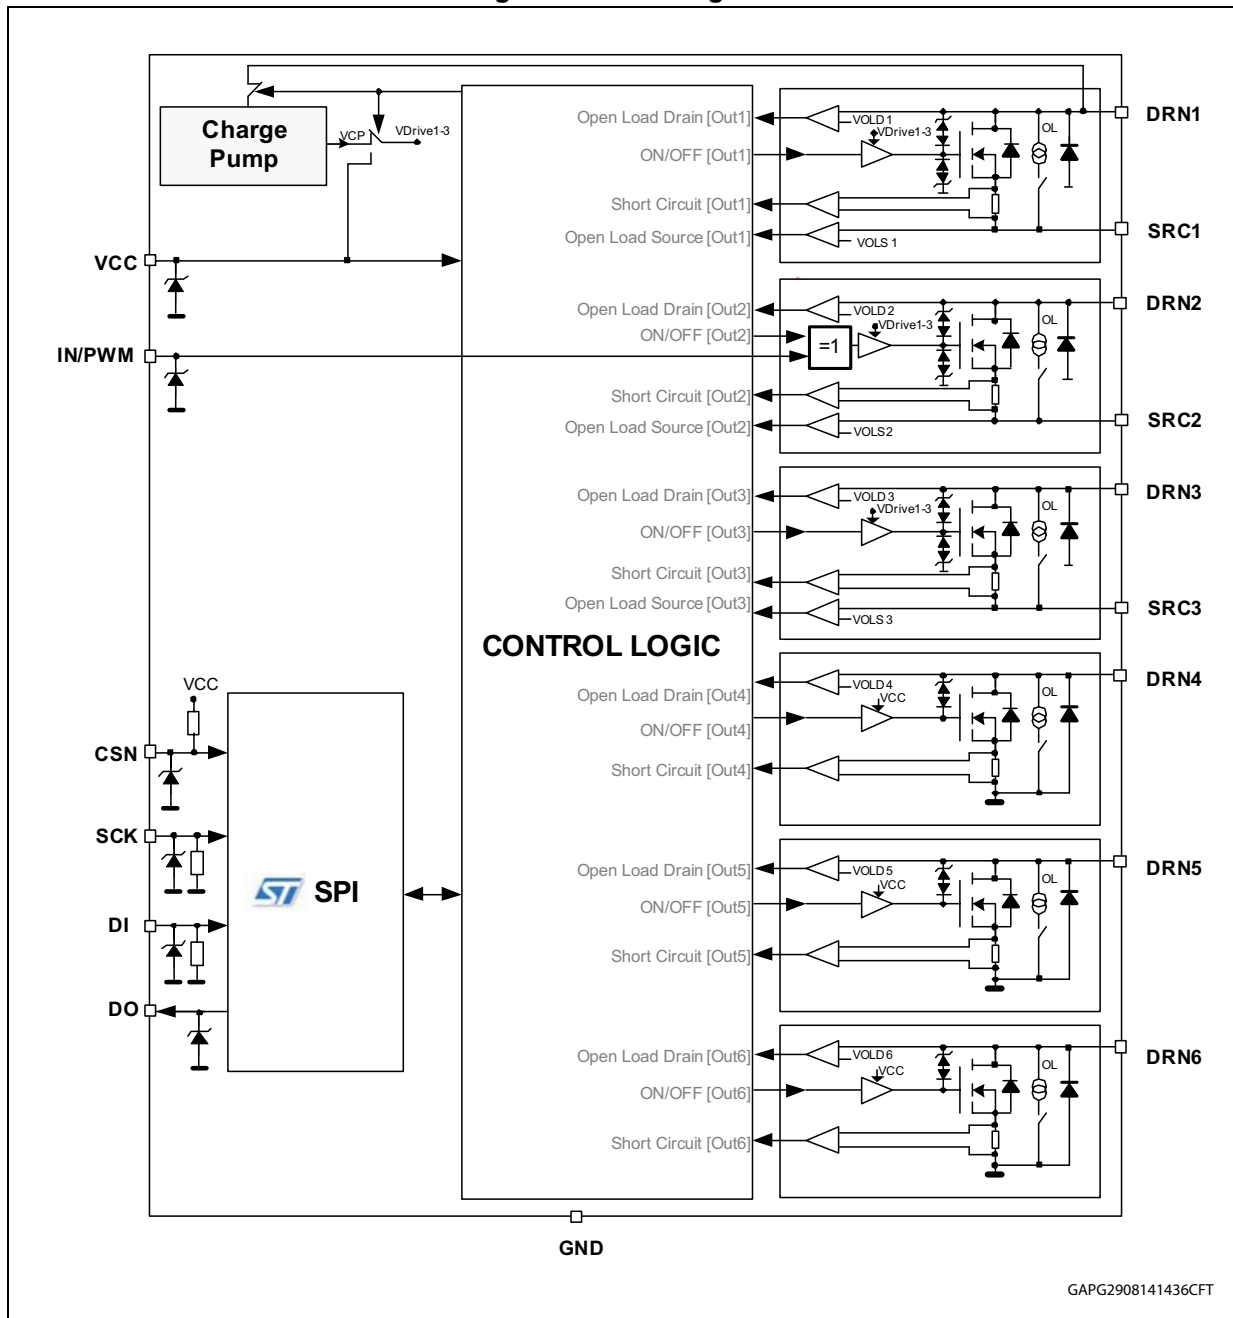 Charge
Pump
VCP
VDrive1-3
VCC
IN/PWM
Open Load Drain [Out1]
ON/OFF [Out1]
Short Circuit [Out1]
Open Load Source [Out1]
VOLD 1
VDrive1-3
OL
VOLS 1
DRN1
SRC1
Open Load Drain [Out2]
ON/OFF [Out2]
Short Circuit [Out2]
Open Load Source [Out2]
VOLD 2
VDrive1-3
=1
OL
VOLS 2
DRN2
SRC2
Open Load Drain [Out3]
ON/OFF [Out3]
Short Circuit [Out3]
Open Load Source [Out3]
VOLD 3
VDrive1-3
OL
VOLS 3
DRN3
SRC3
CONTROL LOGIC
Open Load Drain [Out4]
ON/OFF [Out4]
Short Circuit [Out4]
VOLD 4
VCC
OL
DRN4
VCC
CSN
SCK
DI
DO
ST SPI
Open Load Drain [Out5]
ON/OFF [Out5]
Short Circuit [Out5]
VOLD 5
VCC
OL
DRN5
Open Load Drain [Out6]
ON/OFF [Out6]
Short Circuit [Out6]
VOLD 6
VCC
OL
DRN6
GND
GAPG2908141436CFT